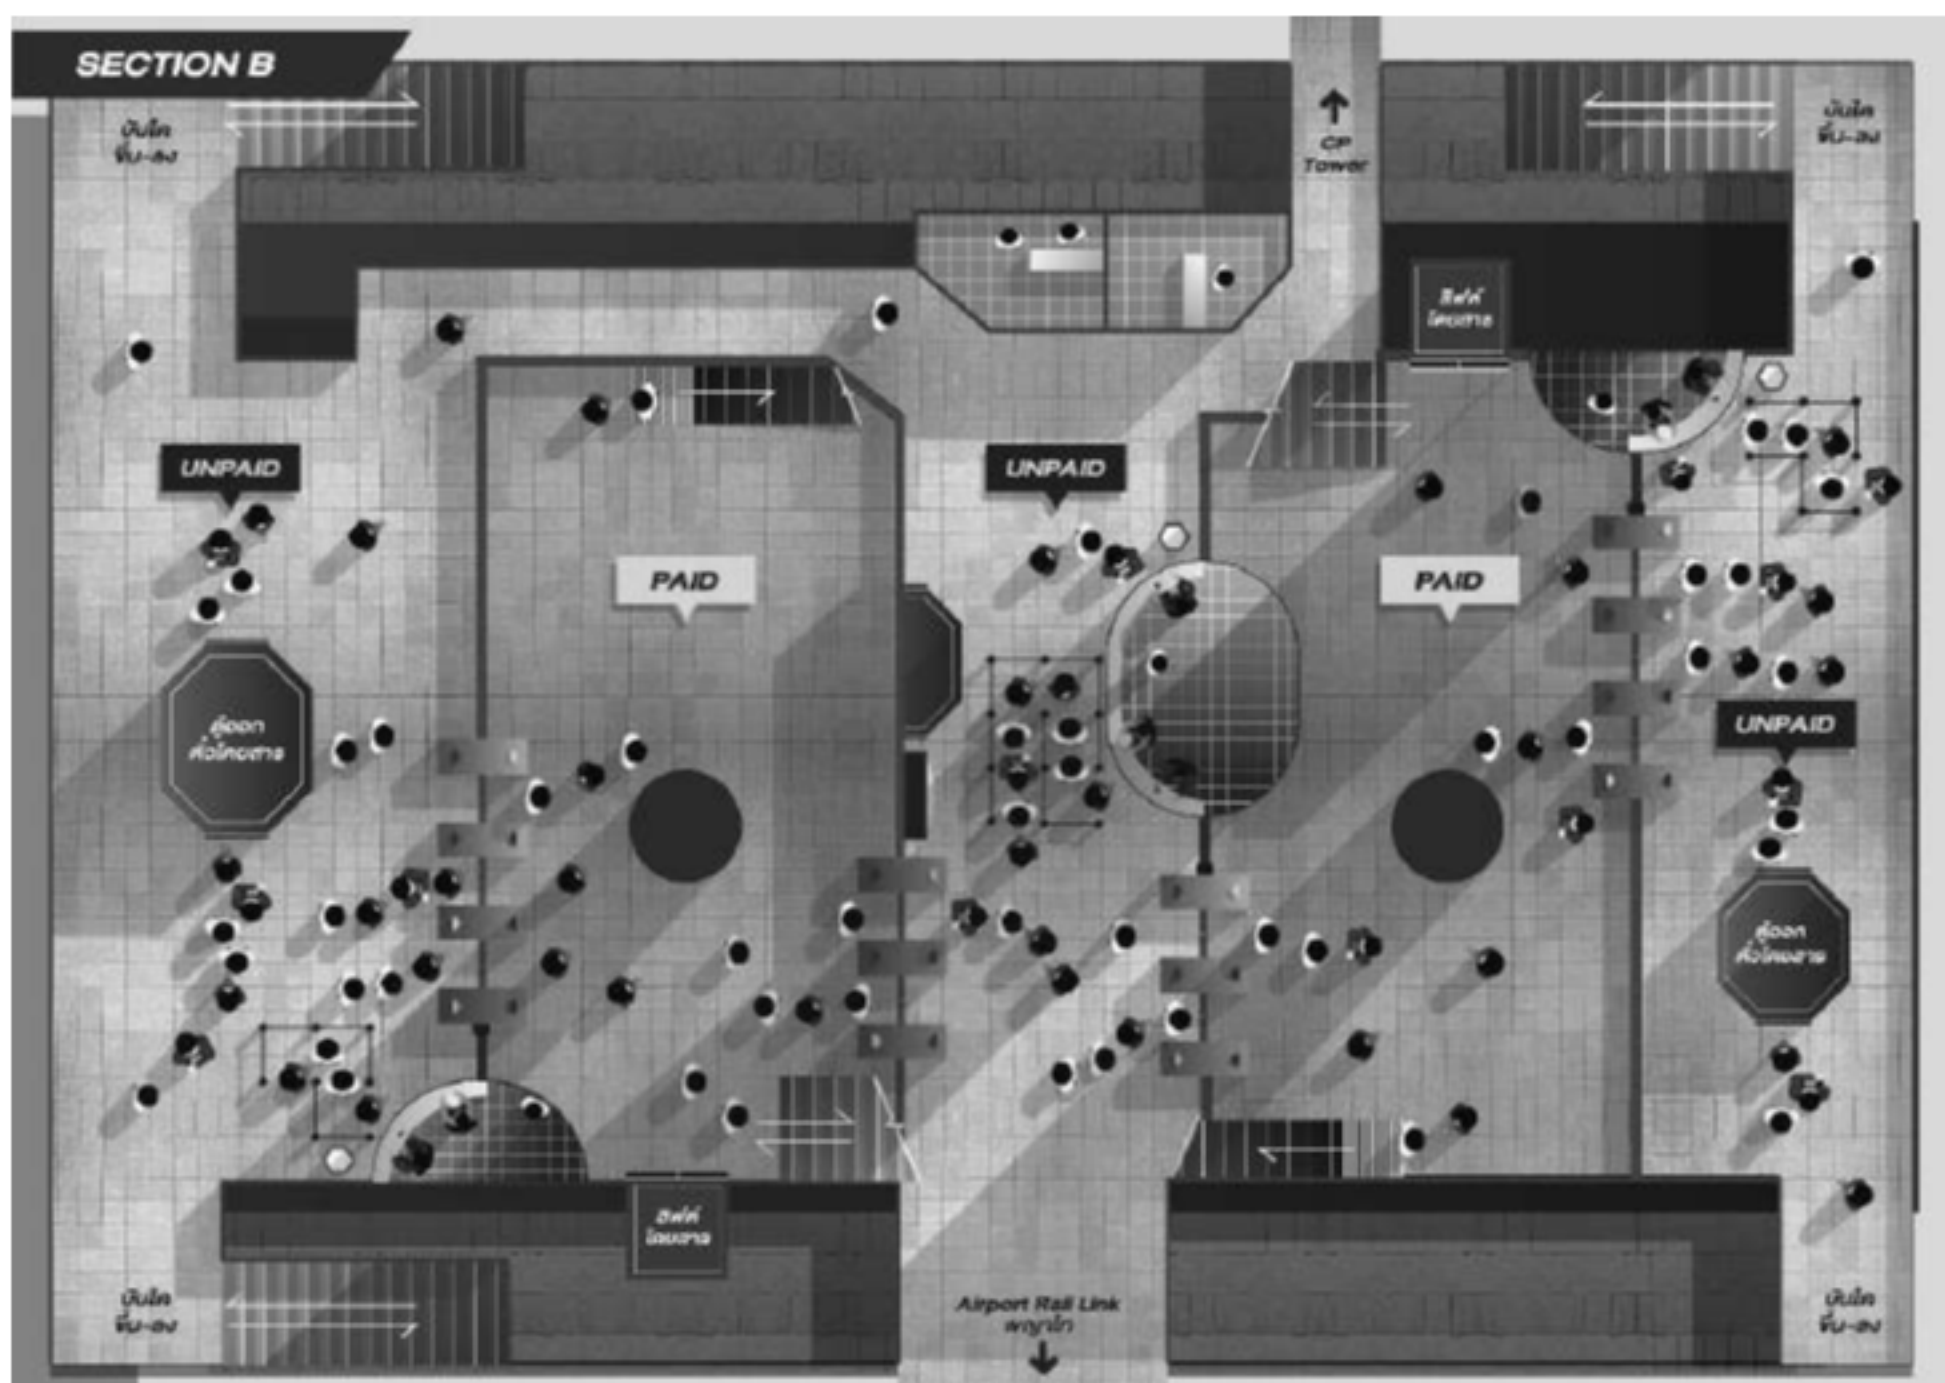 SECTION B
บันได
ขึ้น-ลง
CP
Tower
บันได
ขึ้น-ลง
ลิฟท์
โดยสาร
UNPAID
UNPAID
PAID
PAID
ตู้ออก
ตั๋วโดยสาร
UNPAID
ตู้ออก
ตั๋วโดยสาร
ลิฟท์
โดยสาร
บันได
ขึ้น-ลง
Airport Rail Link
พญาไท
บันได
ขึ้น-ลง